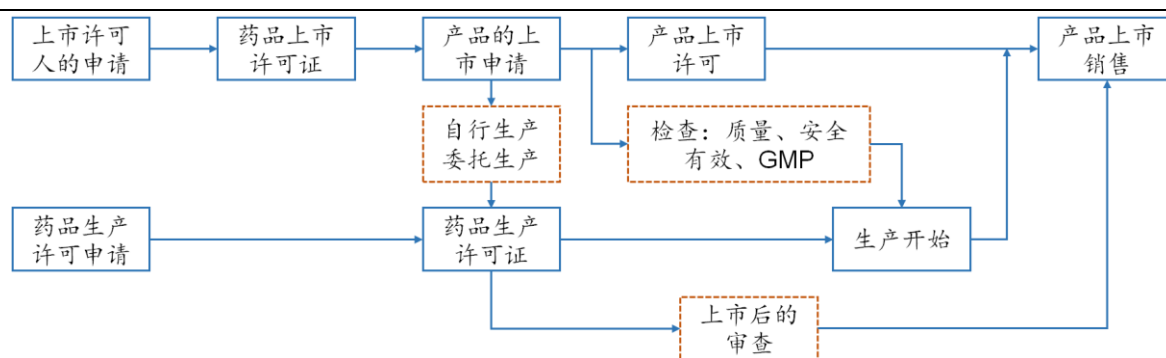 上市许可
人的申请
药品上市
许可证
产品的上
市申请
产品上市
许可
产品上市
销售
自行生产
委托生产
检查：质量、安全
有效、GMP
药品生产
许可申请
药品生产
许可证
生产开始
上市后的
审查